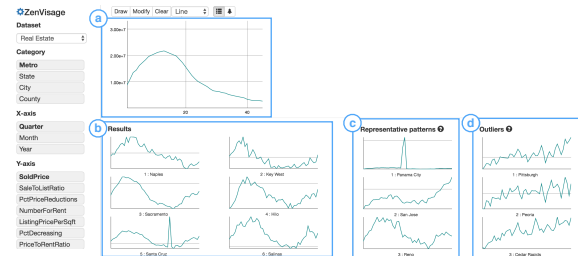 ZenVisage
Draw Modify Clear Line
Dataset
Real Estate
Category
Metro
State
City
County
X-axis
Quarter
Month
Year
Y-axis
SoldPrice
SaleToListRatio
PctPriceReductions
NumberForRent
ListingPricePerSqft
PctDecreasing
PriceToRentRatio
a
3.00e+7
2.00e+7
1.00e+7
20
40
b
Results
1 : Naples
2 : Key West
3 : Sacramento
4 : Hilo
5 : Santa Cruz
6 : Salinas
c
Representative patterns ?
1 : Panama City
2 : San Jose
3 : Reno
d
Outliers ?
1 : Pittsburgh
2 : Peoria
3 : Cedar Rapids